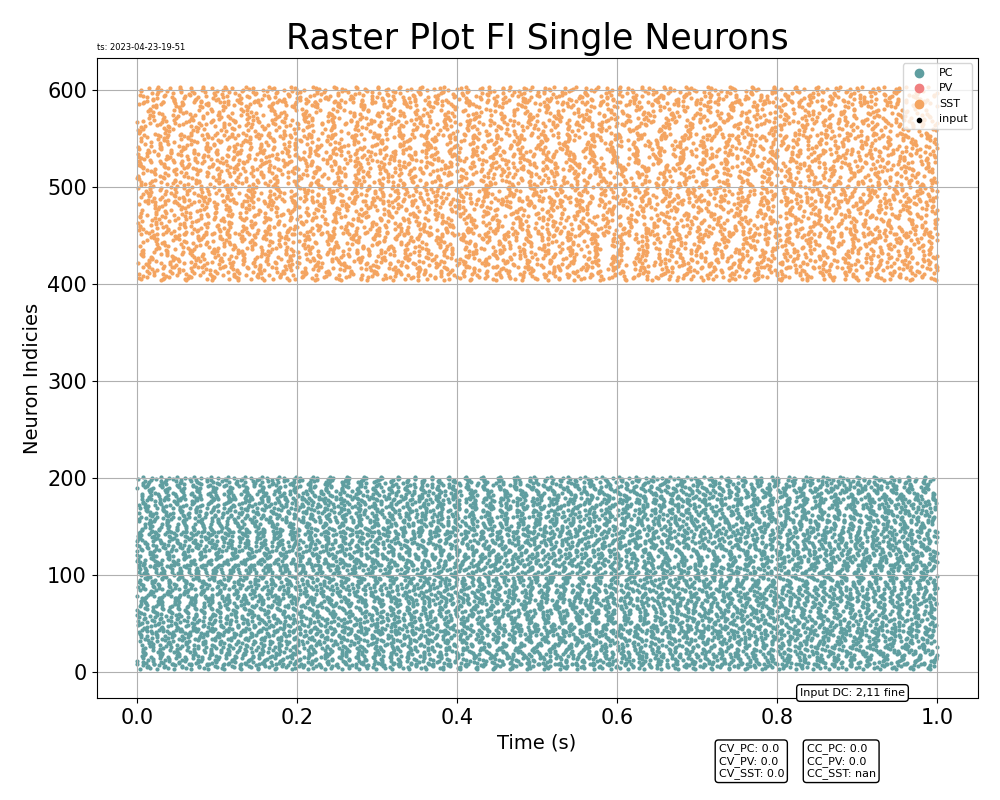 Raster Plot FI Single Neurons
ts: 2023-04-23-19-51
PC
PV
SST
input
600
500
400
300
200
100
0
Neuron Indicies
Input DC: 2,11 fine
0.0 0.2 0.4 0.6 0.8 1.0
Time (s)
CV_PC: 0.0
CV_PV: 0.0
CV_SST: 0.0
CC_PC: 0.0
CC_PV: 0.0
CC_SST: nan